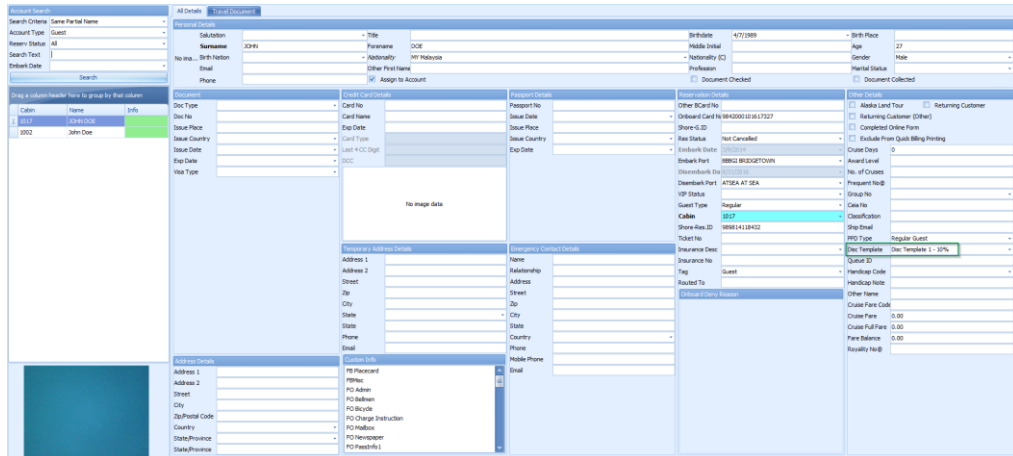 Account Search
Search Criteria Same Partial Name
Account Type Guest
Reserv Status All
Search Text
Embark Date
Search
Drag a column header here to group by that column
Cabin Name Info
1017 JOHN DOE
1002 John Doe
All Details Travel Document
Personal Details
Salutation Title Birthdate 4/7/1989 Birth Place
Surname JOHN Forename DOE Middle Initial Age 27
No ima... Birth Nation Nationality MY Malaysia Nationality (C) Gender Male
Email Other First Name Profession Marital Status
Phone Assign to Account Document Checked Document Collected
Document
Doc Type
Doc No
Issue Place
Issue Country
Issue Date
Exp Date
Visa Type
Credit Card Details
Card No
Card Name
Exp Date
Card Type
Last 4 CC Digit
DCC
No image data
Passport Details
Passport No
Issue Date
Issue Place
Issue Country
Exp Date
Reservation Details
Other BCard No
Onboard Card N 9842000101617327
Shore-G.ID
Res Status Not Cancelled
Embark Date
Embark Port BBBGI BRIDGETOWN
Disembark Da
Disembark Port ATSEA AT SEA
VIP Status
Guest Type Regular
Cabin 1017
Shore-Res.ID 989814118432
Ticket No
Insurance Desc
Insurance No
Tag Guest
Routed To
Onboard Deny Reason
Other Details
Alaska Land Tour Returning Customer
Returning Customer (Other)
Completed Online Form
Exclude From Quick Billing Printing
Cruise Days 0
Award Level
No. of Cruises
Frequent No@
Group No
Casia No
Classification
Ship Email
PPD Type Regular Guest
Disc Template Disc Template 1 - 10%
Queue ID
Handicap Code
Handicap Note
Other Name
Cruise Fare Code
Cruise Fare 0.00
Cruise Full Fare 0.00
Fare Balance 0.00
Royality No@
Temporary Address Details
Address 1
Address 2
Street
Zip
City
State
State
Phone
Email
Emergency Contact Details
Name
Relationship
Address
Street
Zip
City
State
Country
Phone
Mobile Phone
Email
Address Details
Address 1
Address 2
Street
City
Zip/Postal Code
Country
State/Province
State/Province
Custom Info
FB Placecard
FBMisc
FO Admin
FO Bellmen
FO Bicycle
FO Charge Instruction
FO Mailbox
FO Newspaper
FO PassInfo1